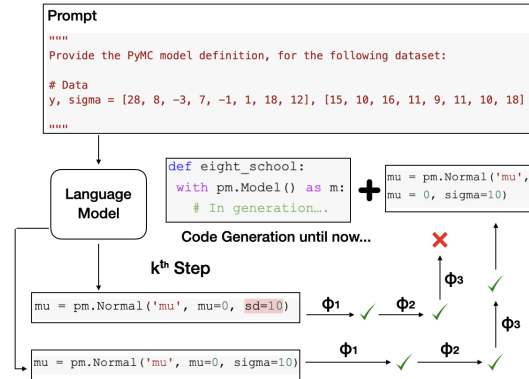 Prompt
"""
Provide the PyMC model definition, for the following dataset:
# Data
y, sigma = [28, 8, -3, 7, -1, 1, 18, 12], [15, 10, 16, 11, 9, 11, 10, 18]
"""
Language
Model
def eight_school:
with pm.Model() as m:
# In generation….
mu = pm.Normal('mu',
mu = 0, sigma=10)
Code Generation until now...
kth Step
mu = pm.Normal('mu', mu=0, sd=10)
Φ1
Φ2
Φ3
mu = pm.Normal('mu', mu=0, sigma=10)
Φ1
Φ2
Φ3